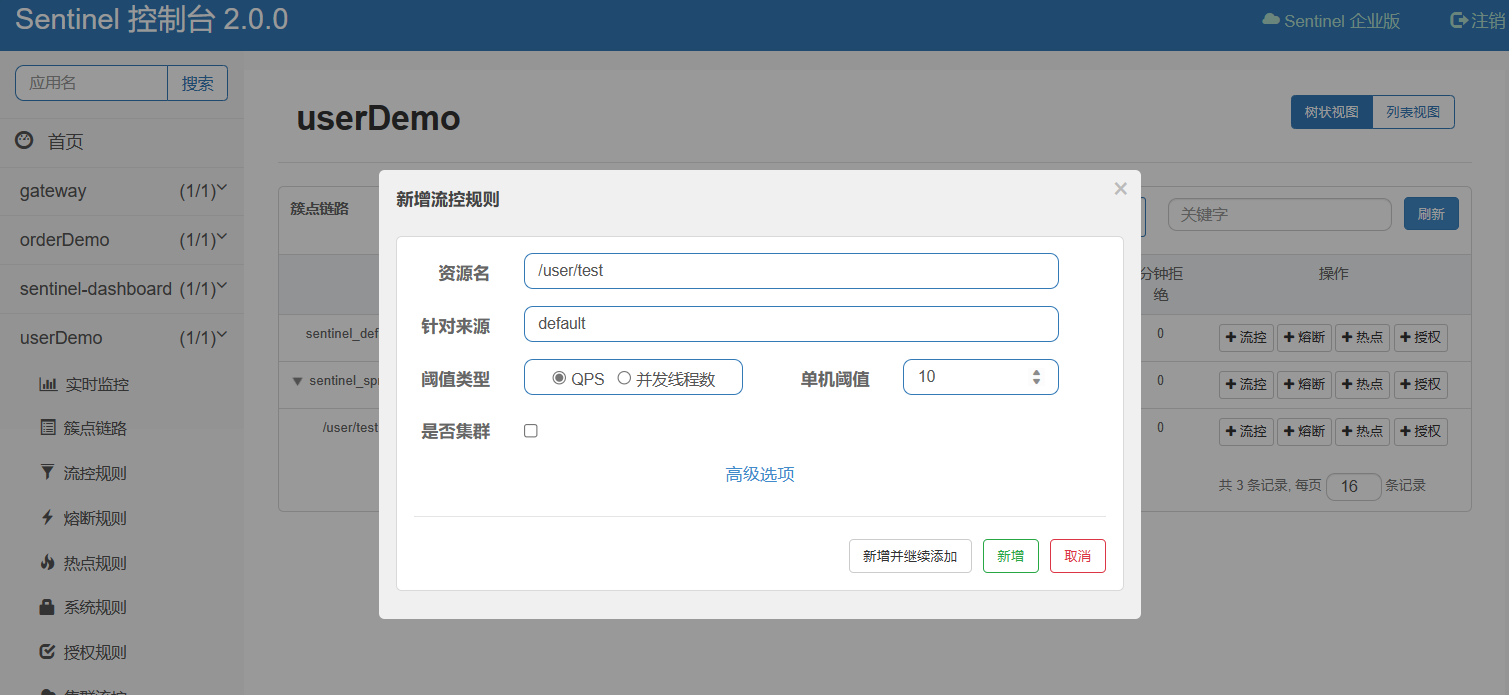 Sentinel 控制台 2.0.0
Sentinel 企业版
注销
应用名
搜索
首页
gateway (1/1)
orderDemo (1/1)
sentinel-dashboard (1/1)
userDemo (1/1)
实时监控
簇点链路
流控规则
熔断规则
热点规则
系统规则
授权规则
集群流控
userDemo
树状视图
列表视图
簇点链路
关键字
刷新
分钟拒
绝
操作
sentinel_def
0
流控
熔断
热点
授权
sentinel_spr
0
流控
熔断
热点
授权
/user/test
0
流控
熔断
热点
授权
共 3 条记录, 每页 16 条记录
新增流控规则
×
资源名
/user/test
针对来源
default
阈值类型
QPS
并发线程数
单机阈值
10
是否集群
高级选项
新增并继续添加
新增
取消